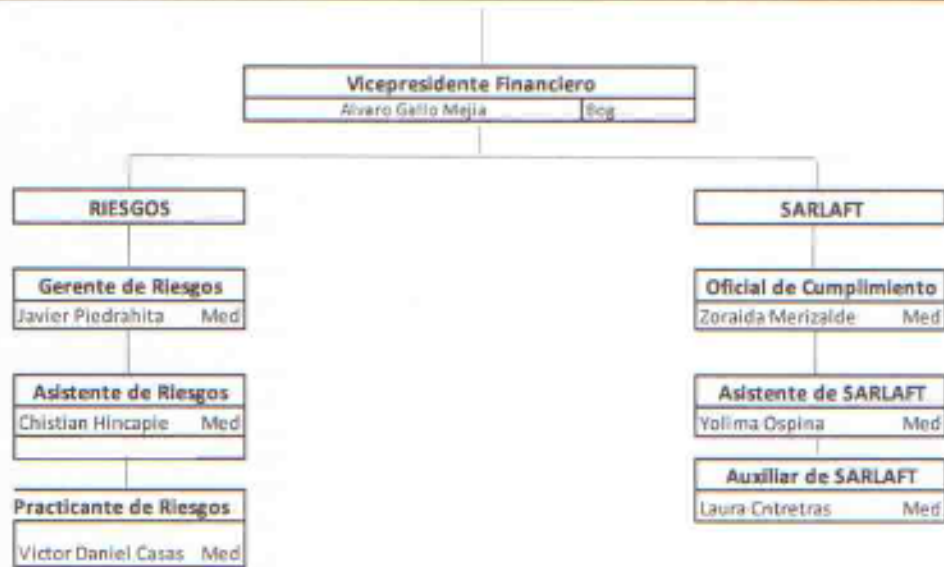 Vicepresidente Financiero
Alvaro Gallo Mejia Bog
RIESGOS
Gerente de Riesgos
Javier Piedrahita Med
Asistente de Riesgos
Chistian Hincapie Med
Practicante de Riesgos
Victor Daniel Casas Med
SARLAFT
Oficial de Cumplimiento
Zoraida Merizalde Med
Asistente de SARLAFT
Yolima Ospina Med
Auxiliar de SARLAFT
Laura Cntretras Med